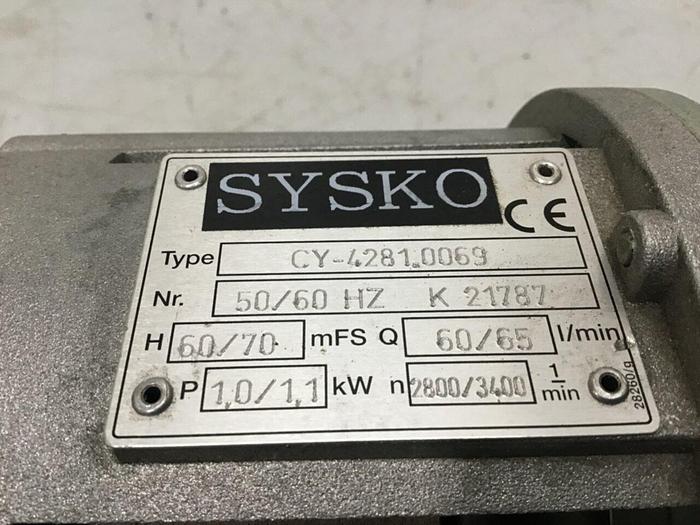 SYSKO
CE
Type CY-4281.0069
Nr. 50/60 HZ K 21787
H 60/70 mFS Q 60/65 l/min
P 1,0/1,1 kW n 2800/3400 1/min
28260/g